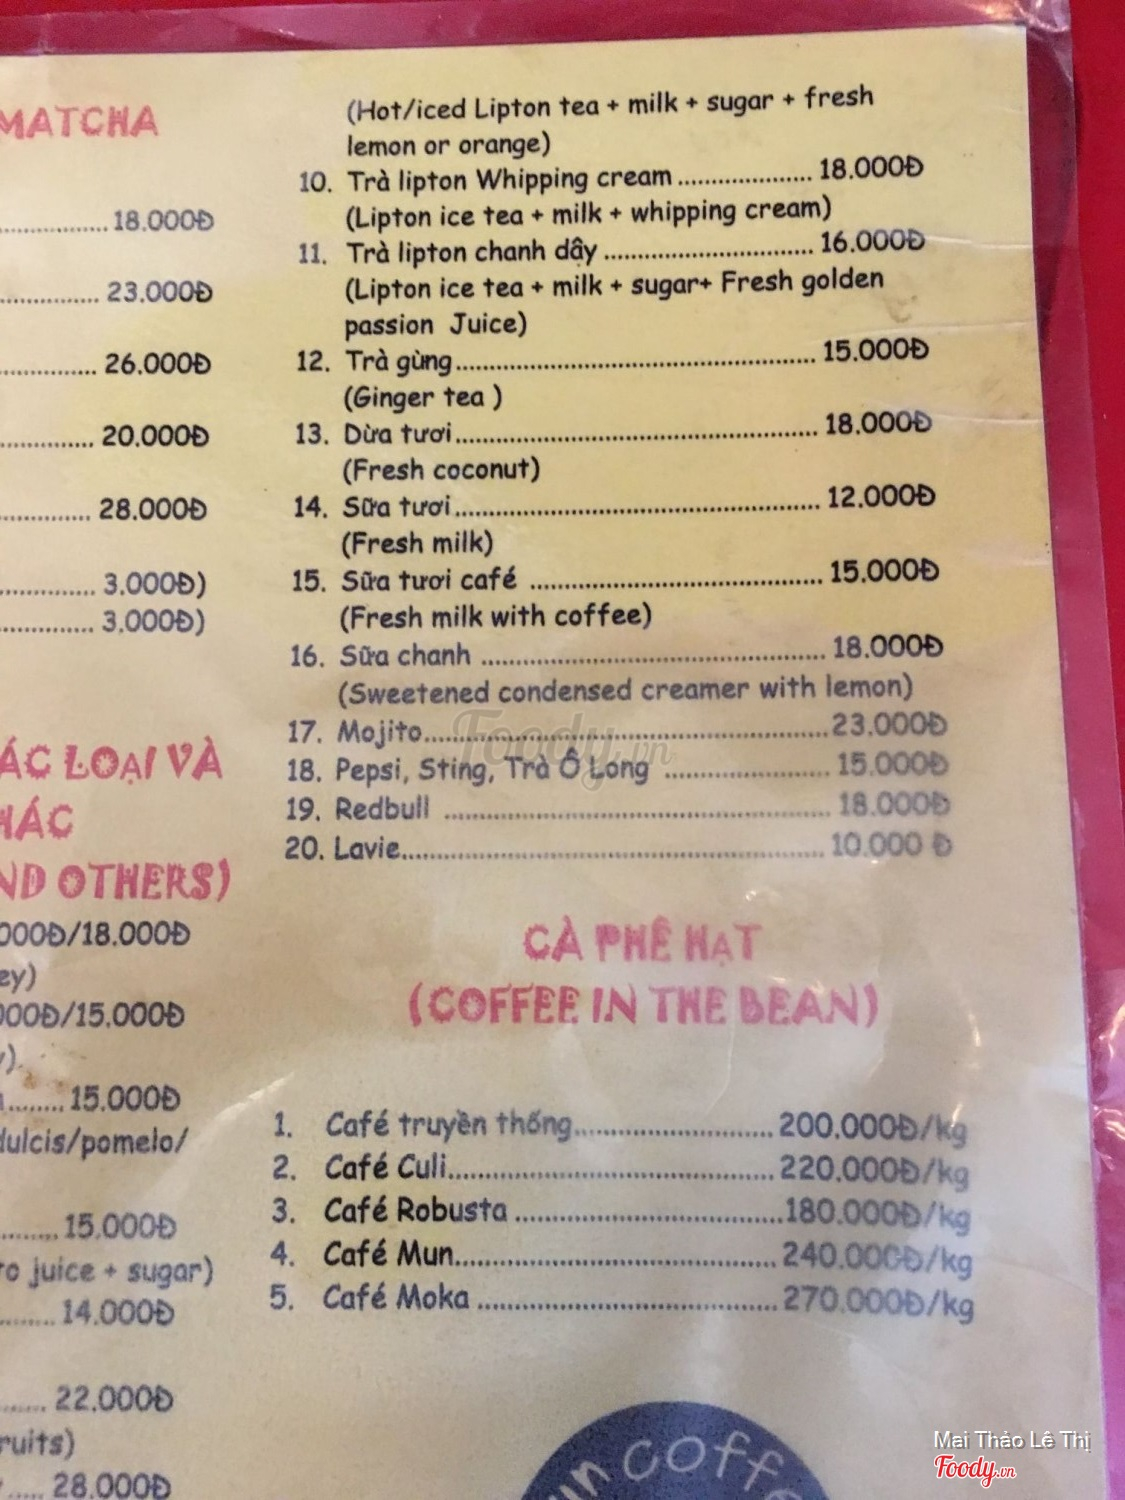 MATCHA
18.000Đ
23.000Đ
26.000Đ
20.000Đ
28.000Đ
3.000Đ)
3.000Đ)
LOẠI VÀ
OTHERS)
/18.000Đ
/15.000Đ
15.000Đ
/pomelo/
15.000Đ
juice + sugar)
14.000Đ
22.000Đ
28.000Đ
(Hot/iced Lipton tea + milk + sugar + fresh
lemon or orange)
10. Trà lipton Whipping cream .................... 18.000Đ
(Lipton ice tea + milk + whipping cream)
11. Trà lipton chanh dậy ............................... 16.000Đ
(Lipton ice tea + milk + sugar+ Fresh golden
passion Juice)
12. Trà gừng..................................................... 15.000Đ
(Ginger tea )
13. Dừa tươi..................................................... 18.000Đ
(Fresh coconut)
14. Sữa tươi..................................................... 12.000Đ
(Fresh milk)
15. Sữa tươi café ........................................... 15.000Đ
(Fresh milk with coffee)
16. Sữa chanh .................................................. 18.000Đ
(Sweetened condensed creamer with lemon)
17. Mojito...........................................................23.000Đ
18. Pepsi, Sting, Trà Ô Long ........................ 15.000Đ
19. Redbull ........................................................ 18.000Đ
20. Lavie.............................................................. 10.000 Đ
CÀ PHÊ HẠT
(COFFEE IN THE BEAN)
1. Café truyền thống............................. 200.000Đ/kg
2. Café Culi............................................... 220.000Đ/kg
3. Café Robusta .......................................180.000Đ/kg
4. Café Mun.............................................. 240.000Đ/kg
5. Café Moka ........................................... 270.000Đ/kg
Foody.vn
Mai Thảo Lê Thị
Foody.vn